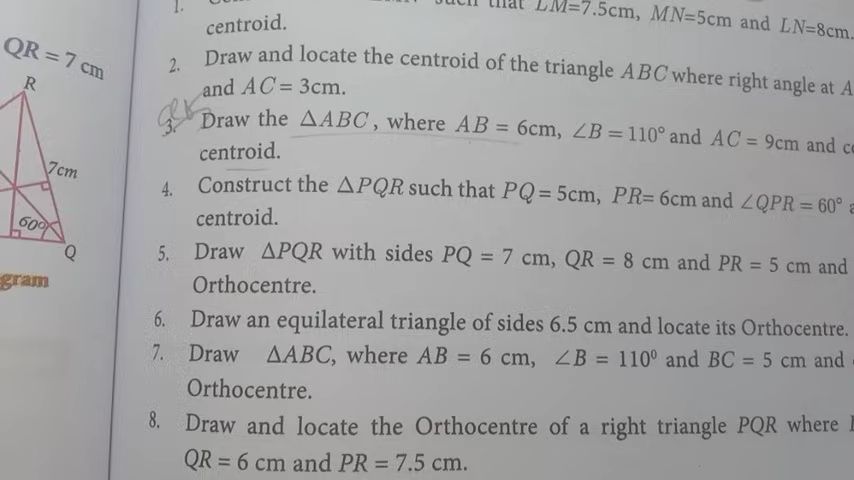 QR = 7 cm
R
7cm
60°
Q
gram
1. such that LM=7.5cm, MN=5cm and LN=8cm.
centroid.
2. Draw and locate the centroid of the triangle ABC where right angle at A
and AC = 3cm.
3. Draw the ΔABC, where AB = 6cm, ∠B = 110° and AC = 9cm and
centroid.
4. Construct the ΔPQR such that PQ = 5cm, PR= 6cm and ∠QPR = 60°
centroid.
5. Draw ΔPQR with sides PQ = 7 cm, QR = 8 cm and PR = 5 cm and
Orthocentre.
6. Draw an equilateral triangle of sides 6.5 cm and locate its Orthocentre.
7. Draw ΔABC, where AB = 6 cm, ∠B = 110⁰ and BC = 5 cm and
Orthocentre.
8. Draw and locate the Orthocentre of a right triangle PQR where
QR = 6 cm and PR = 7.5 cm.